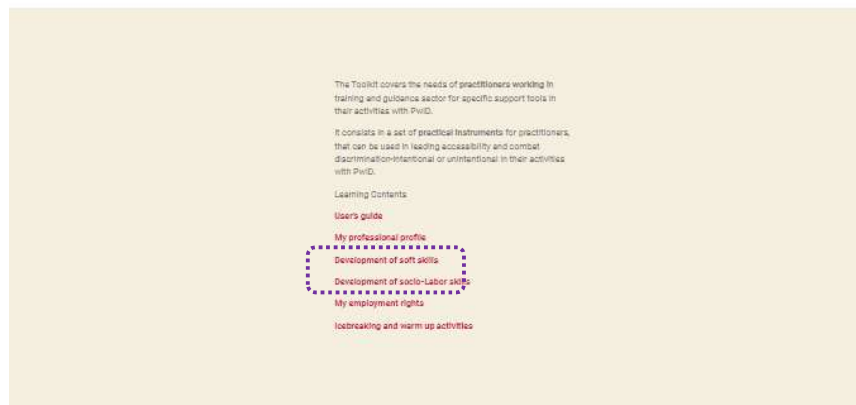 The Toolkit covers the needs of practitioners working in
training and guidance sector for specific support tools in
their activities with PwID.
It consists in a set of practical instruments for practitioners,
that can be used in leading accessibility and combat
discrimination-intentional or unintentional in their activities
with PwID.
Learning Contents
User's guide
My professional profile
Development of soft skills
Development of socio-Labor skills
My employment rights
Icebreaking and warm up activities